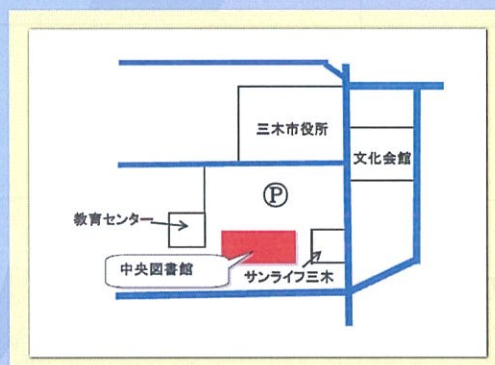 三木市役所
文化会館
Ⓟ
教育センター
中央図書館
サンライフ三木